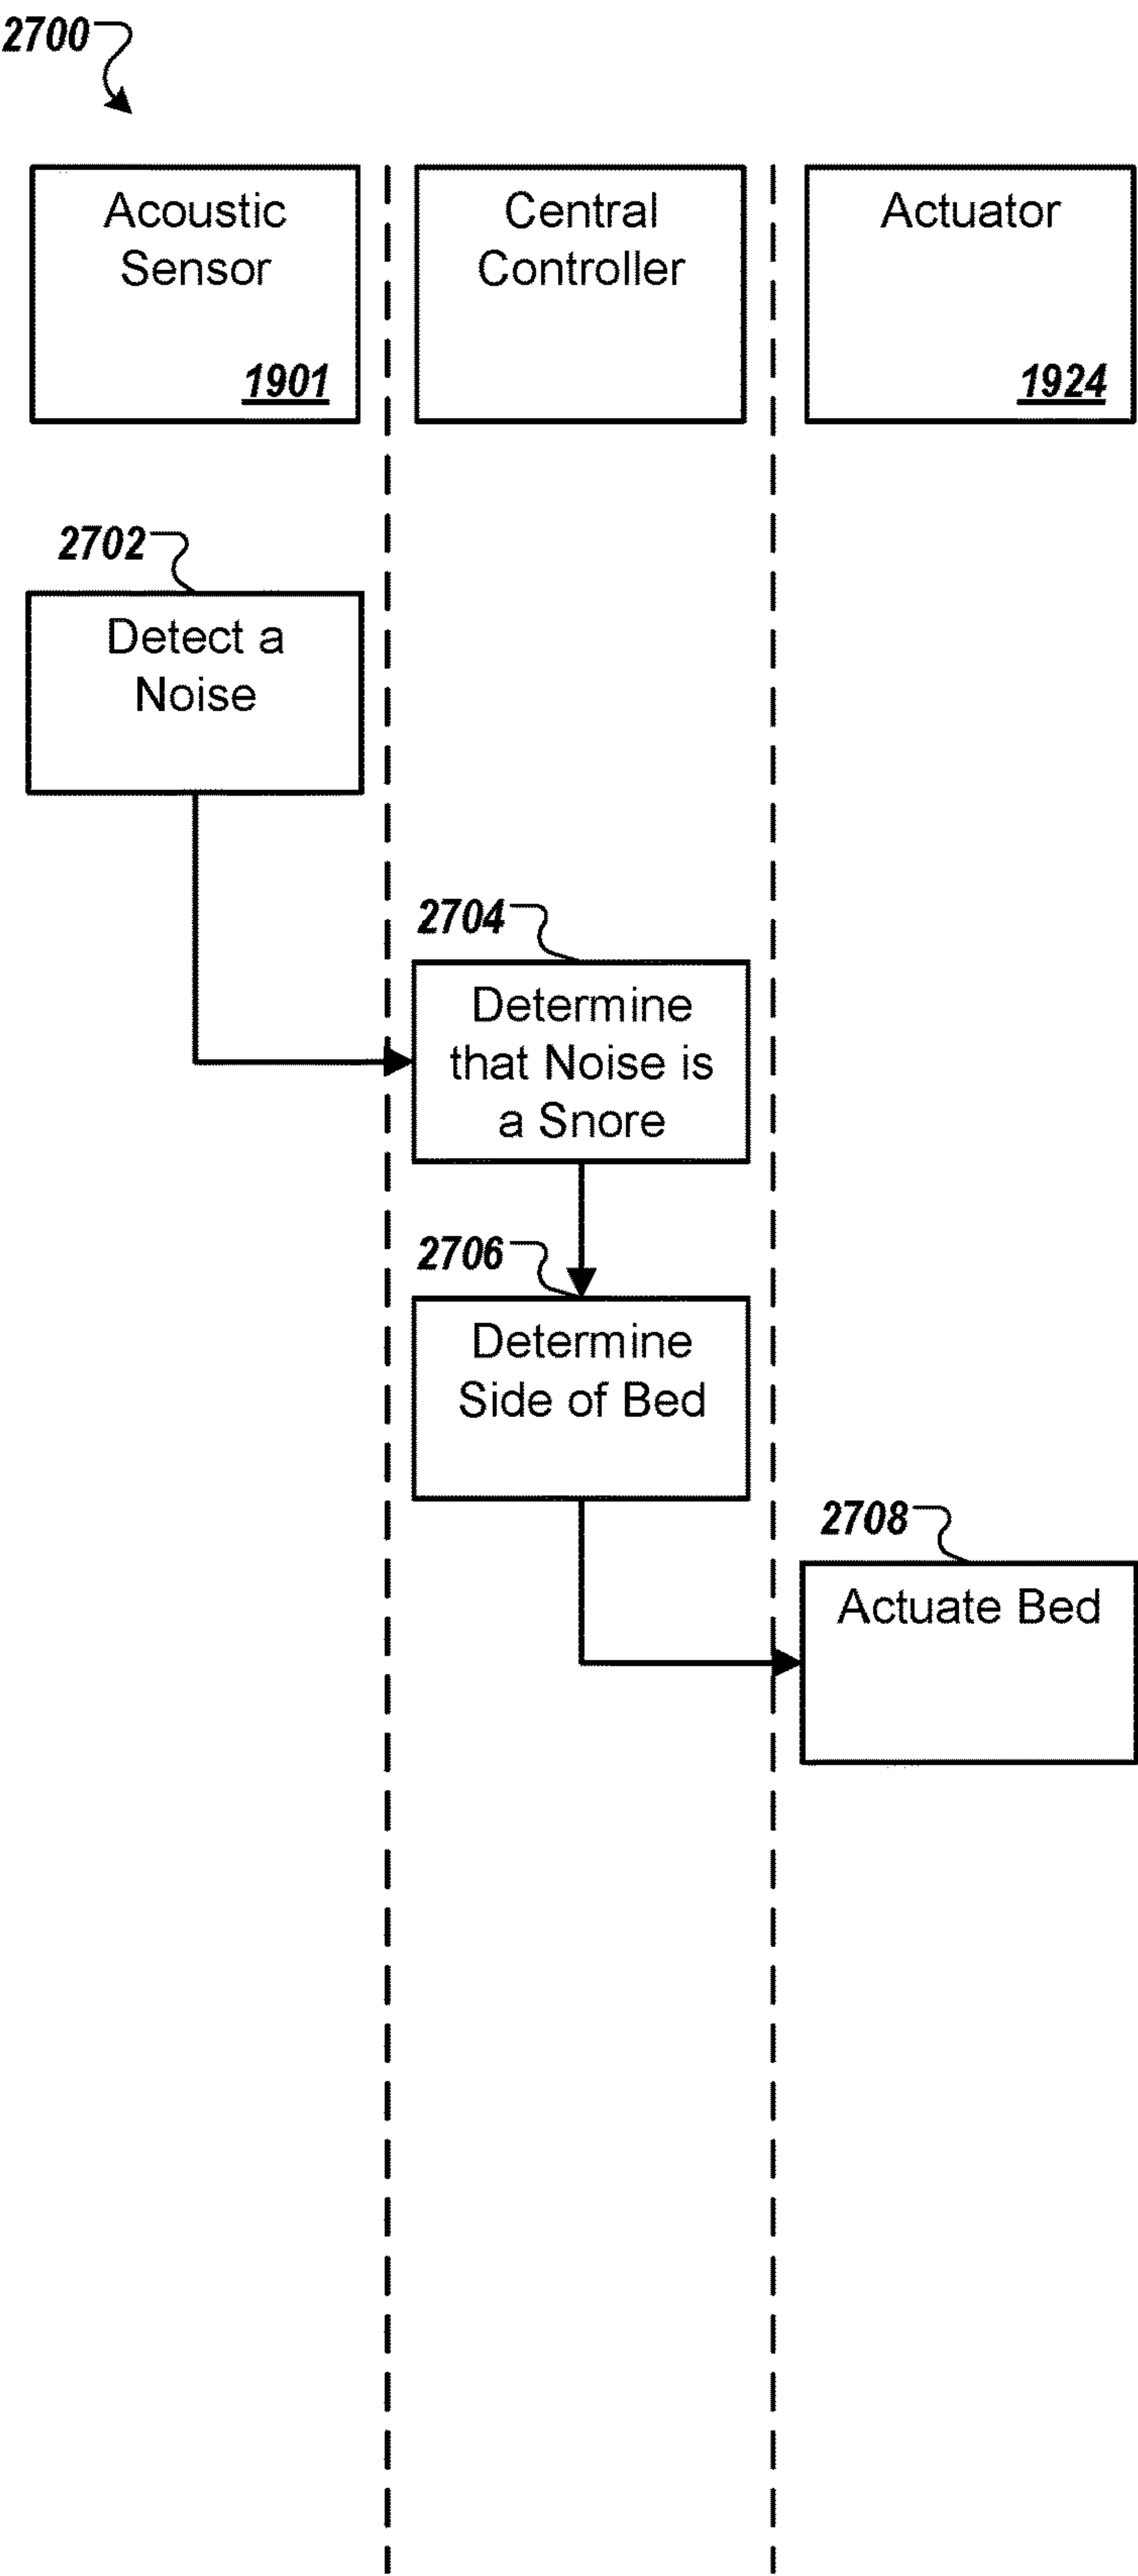 2700
Acoustic
Sensor
1901
Central
Controller
Actuator
1924
2702
Detect a
Noise
2704
Determine
that Noise is
a Snore
2706
Determine
Side of Bed
2708
Actuate Bed